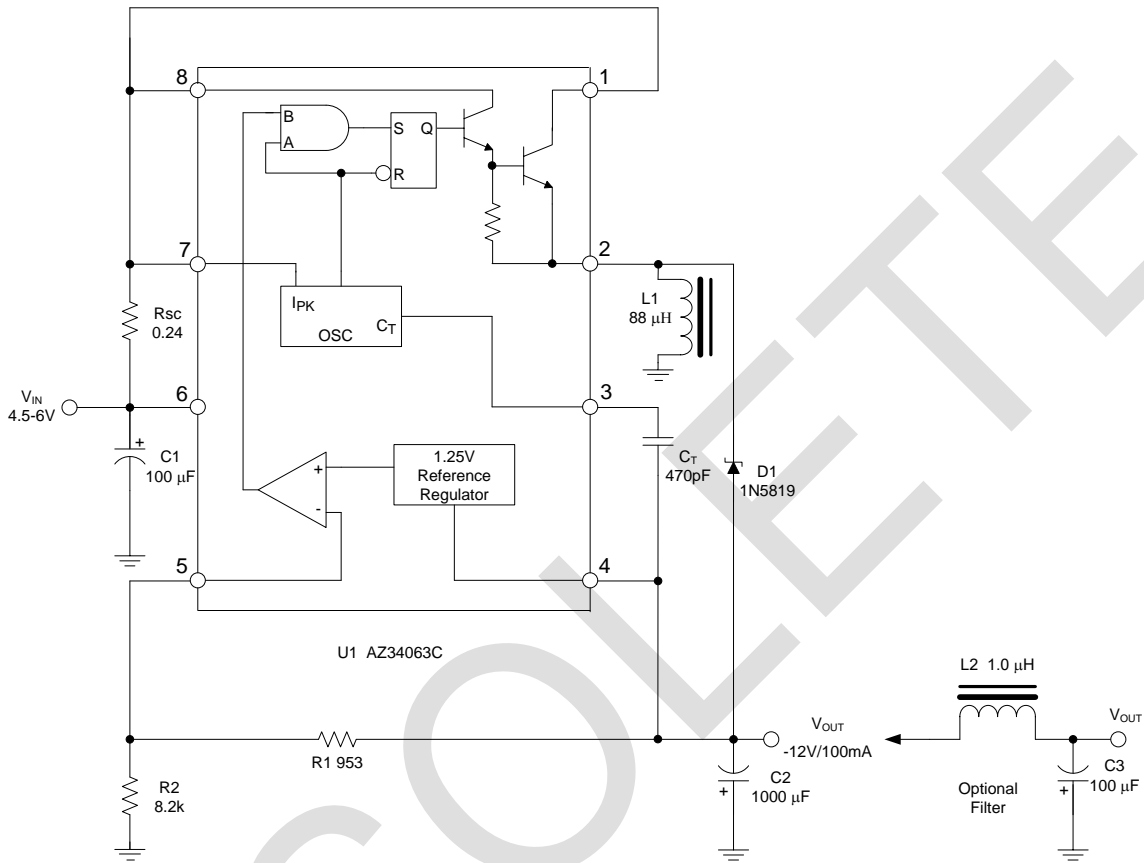 8
1
B
A
S
Q
R
7
2
I_PK
C_T
OSC
L1
88 μH
Rsc
0.24
V_IN
4.5-6V
6
3
C1
100 μF
+
1.25V
Reference
Regulator
+
-
C_T
470pF
D1
1N5819
5
4
U1 AZ34063C
L2 1.0 μH
V_OUT
-12V/100mA
V_OUT
R1 953
R2
8.2k
C2
1000 μF
+
Optional
Filter
C3
100 μF
+
OLETE